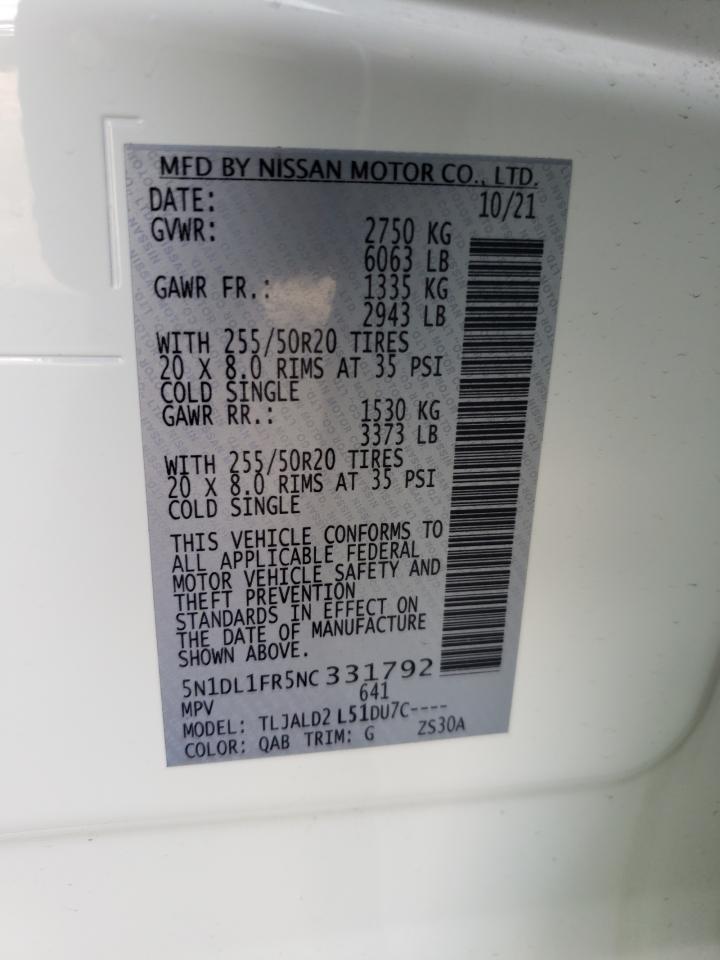 MFD BY NISSAN MOTOR CO., LTD.
DATE: 10/21
GVWR: 2750 KG
6063 LB
GAWR FR.: 1335 KG
2943 LB
WITH 255/50R20 TIRES
20 X 8.0 RIMS AT 35 PSI
COLD SINGLE
GAWR RR.: 1530 KG
3373 LB
WITH 255/50R20 TIRES
20 X 8.0 RIMS AT 35 PSI
COLD SINGLE
THIS VEHICLE CONFORMS TO
ALL APPLICABLE FEDERAL
MOTOR VEHICLE SAFETY AND
THEFT PREVENTION
STANDARDS IN EFFECT ON
THE DATE OF MANUFACTURE
SHOWN ABOVE.
5N1DL1FR5NC 331792
MPV 641
MODEL: TLJALD2 L51DU7C----
COLOR: QAB TRIM: G ZS30A